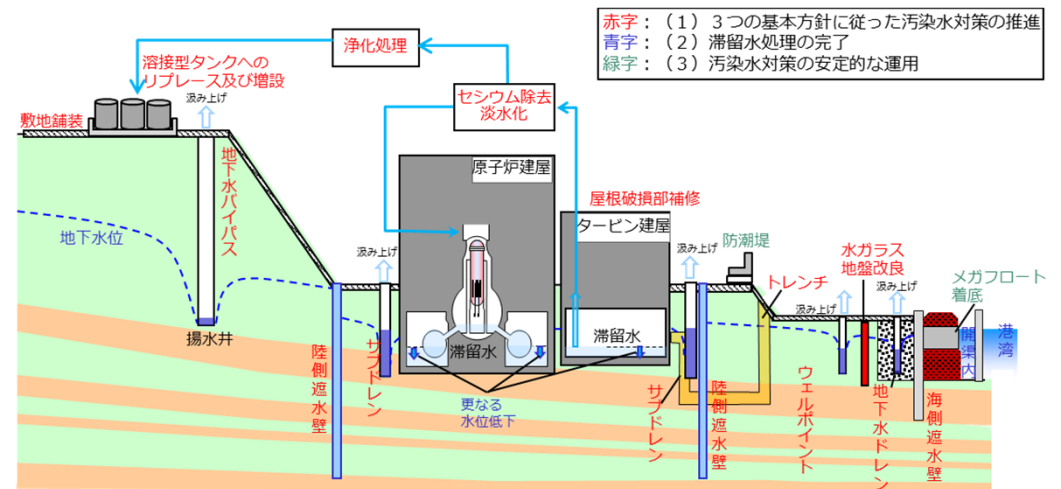 赤字：（１）３つの基本方針に従った汚染水対策の推進
青字：（２）滞留水処理の完了
緑字：（３）汚染水対策の安定的な運用
浄化処理
溶接型タンクへの
リプレース及び増設
汲み上げ
セシウム除去
淡水化
敷地舗装
地下水バイパス
原子炉建屋
屋根破損部補修
タービン建屋
地下水位
汲み上げ
汲み上げ
防潮堤
水ガラス
地盤改良
トレンチ
メガフロート
着底
汲み上げ
汲み上げ
揚水井
滞留水
滞留水
開渠内
港湾
陸側遮水壁
サブドレン
更なる
水位低下
サブドレン
陸側遮水壁
ウェルポイント
地下水ドレン
海側遮水壁